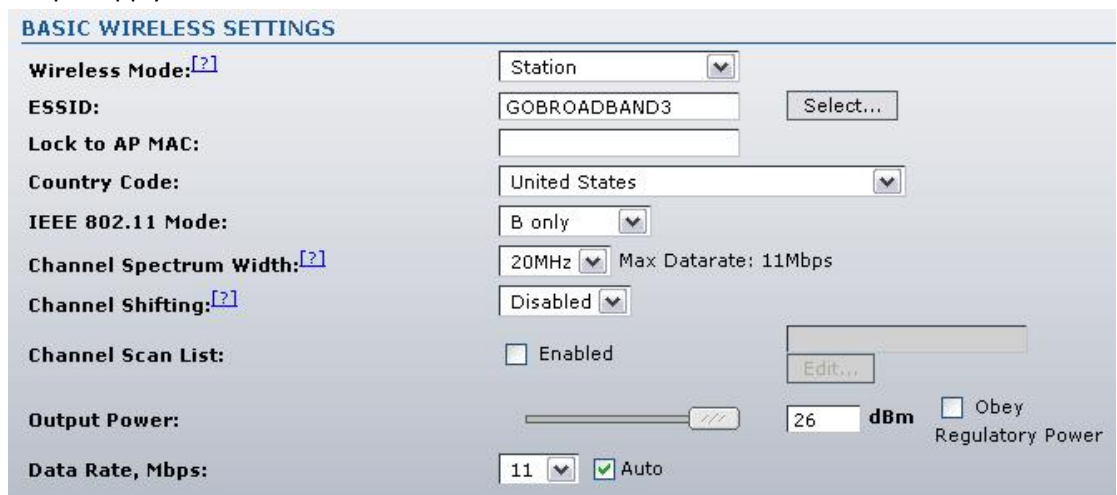 BASIC WIRELESS SETTINGS
Wireless Mode:[?] Station
ESSID: GOBROADBAND3 Select...
Lock to AP MAC:
Country Code: United States
IEEE 802.11 Mode: B only
Channel Spectrum Width:[?] 20MHz Max Datarate: 11Mbps
Channel Shifting:[?] Disabled
Channel Scan List: Enabled
Edit...
Output Power: 26 dBm Obey
Regulatory Power
Data Rate, Mbps: 11 Auto